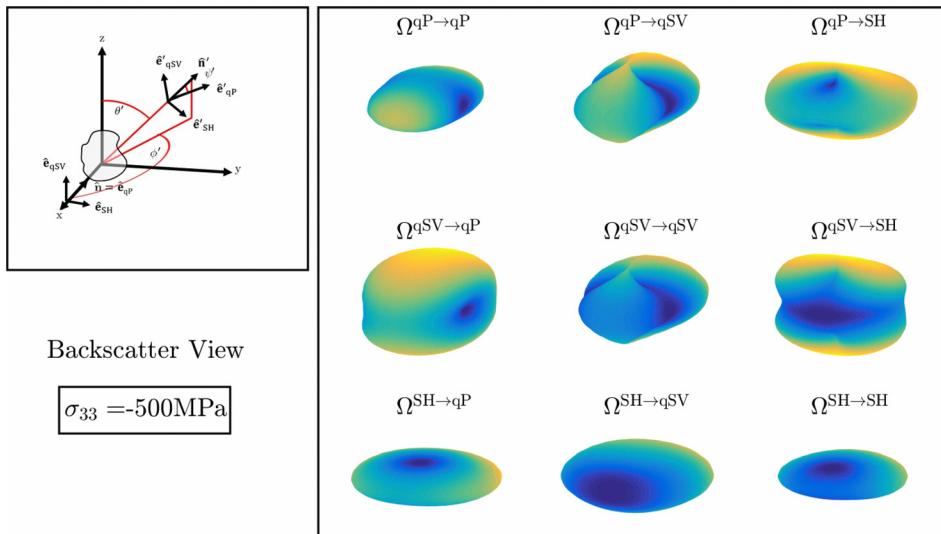 z
ê′qSV
n̂′
ψ′
ê′qP
θ′
ê′SH
ϕ′
êqSV
y
n̂ = êqP
x
êSH
Backscatter View
σ33 =-500MPa
ΩqP→qP ΩqP→qSV ΩqP→SH
ΩqSV→qP ΩqSV→qSV ΩqSV→SH
ΩSH→qP ΩSH→qSV ΩSH→SH